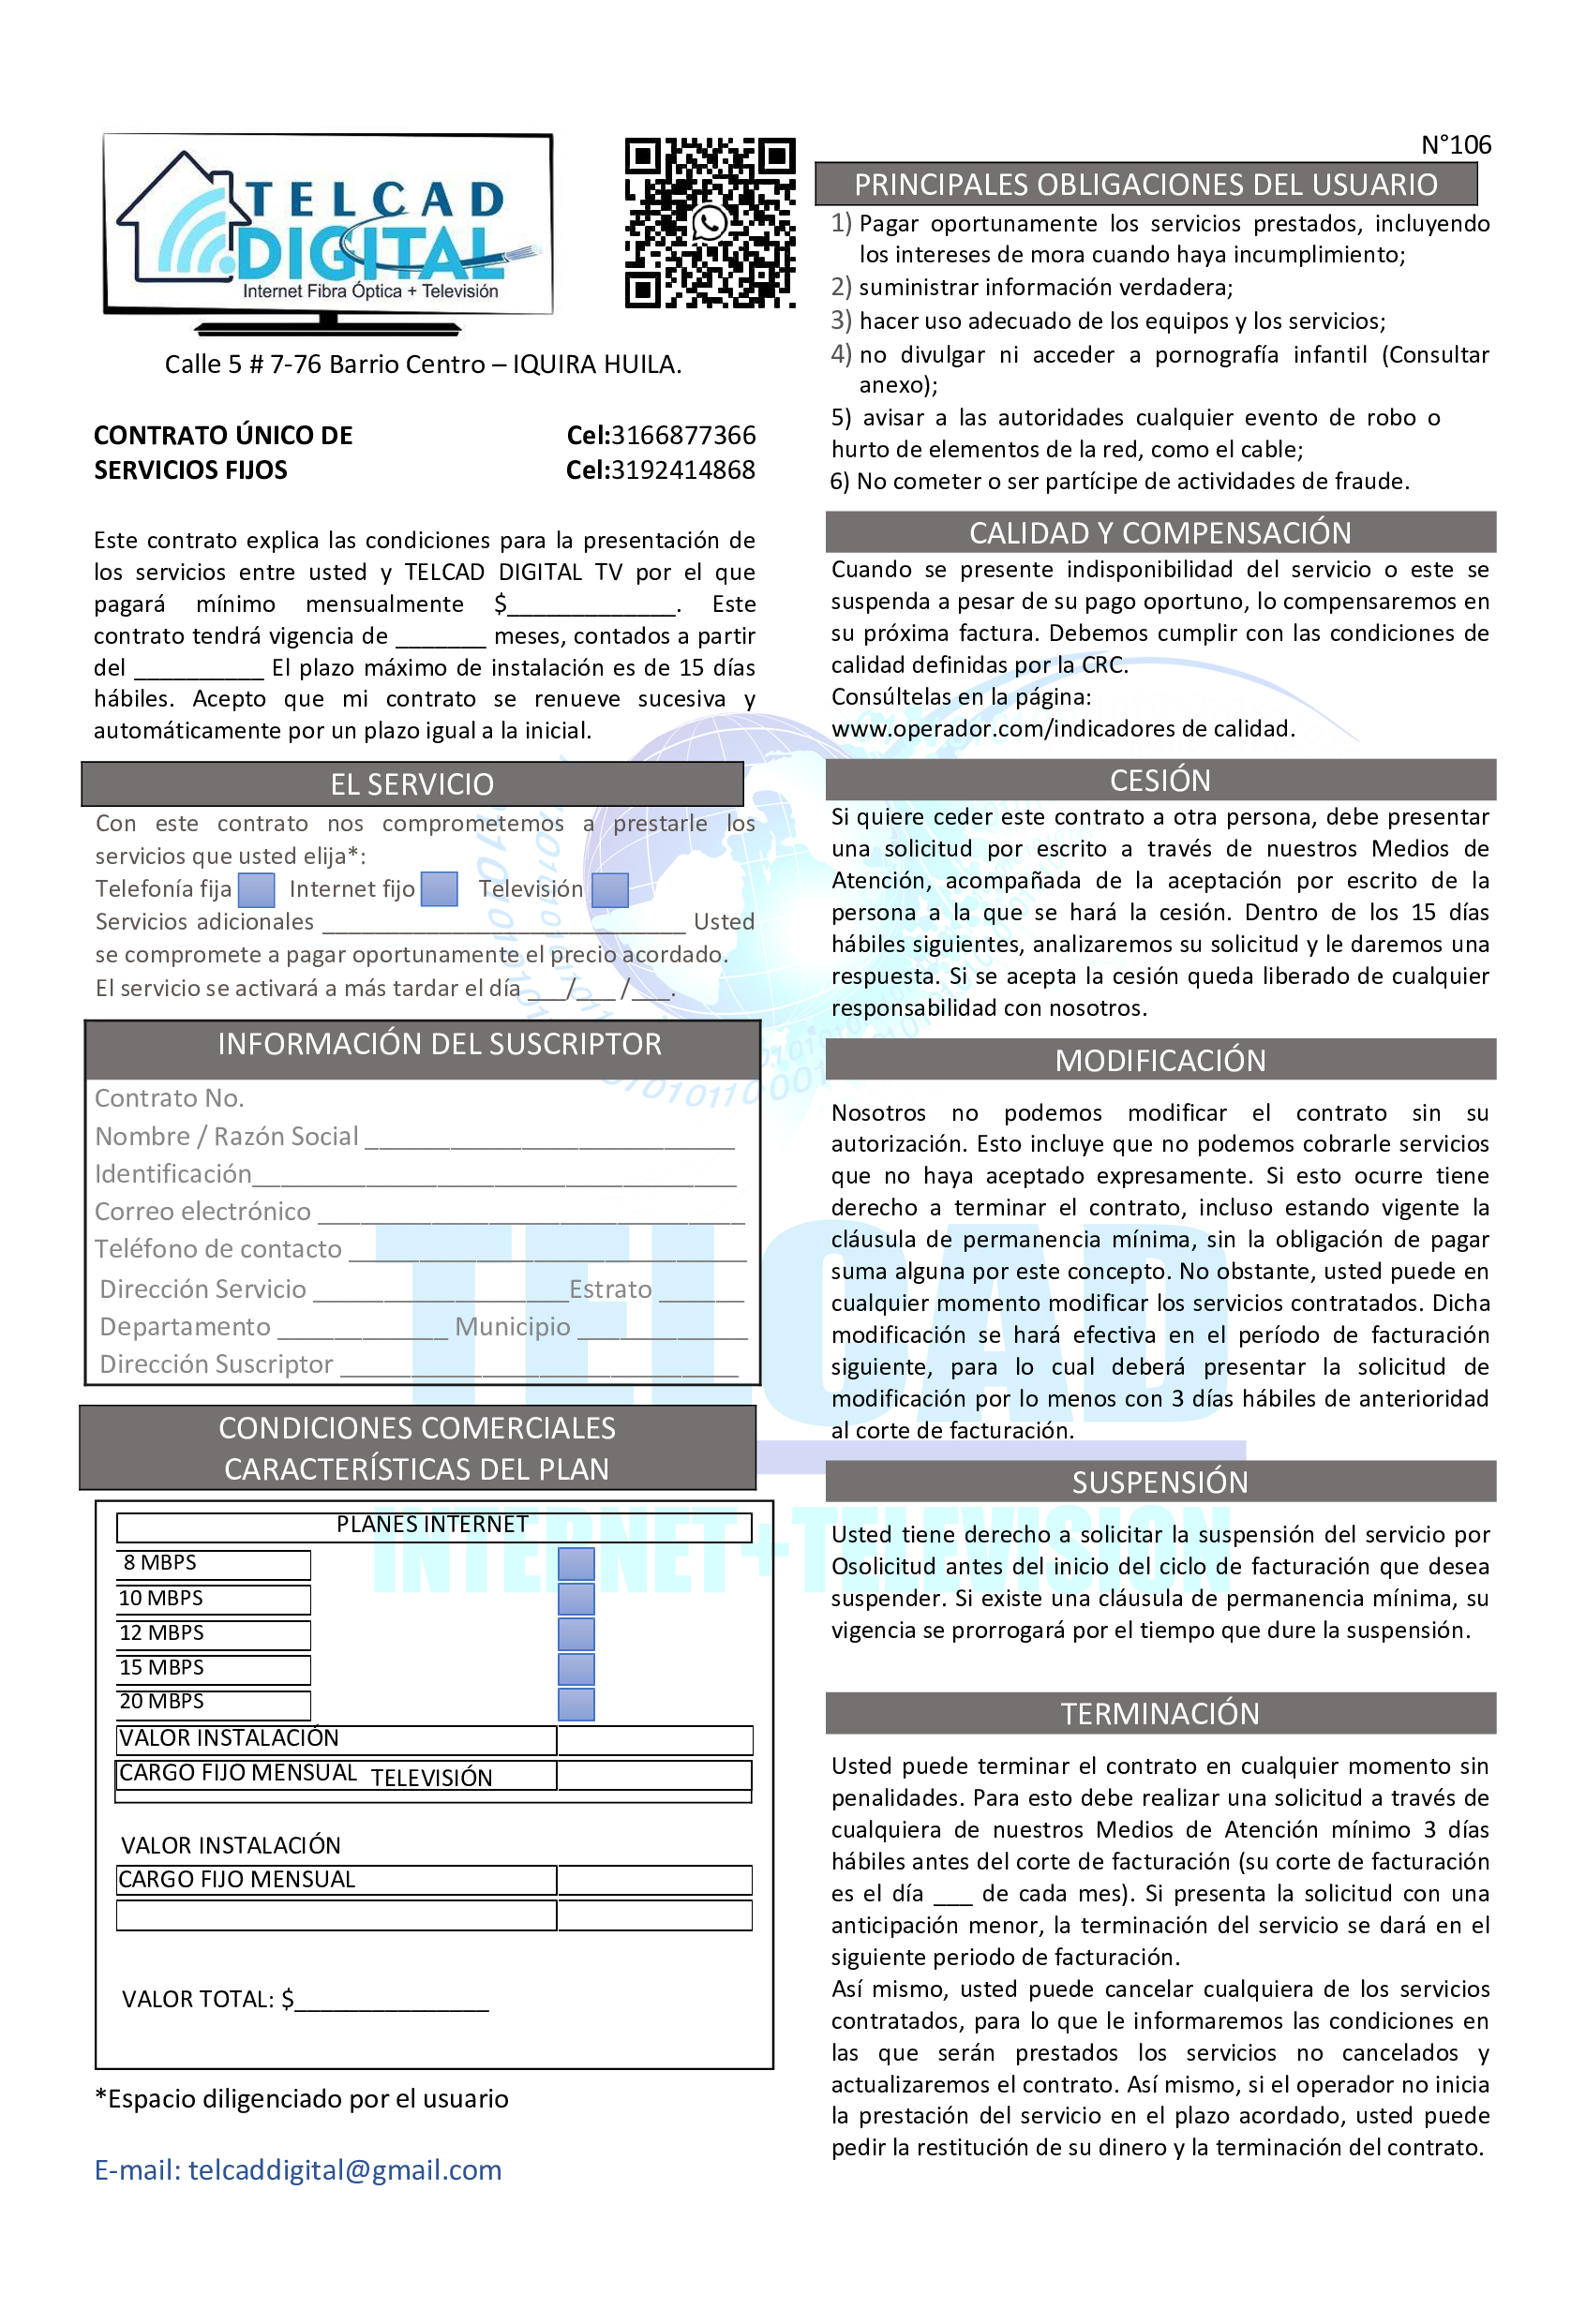 TELCAD
DIGITAL
Internet Fibra Óptica + Televisión
Calle 5 # 7-76 Barrio Centro – IQUIRA HUILA.
CONTRATO ÚNICO DE
SERVICIOS FIJOS
Cel:3166877366
Cel:3192414868
Este contrato explica las condiciones para la presentación de
los servicios entre usted y TELCAD DIGITAL TV por el que
pagará mínimo mensualmente $_____________. Este
contrato tendrá vigencia de _______ meses, contados a partir
del __________ El plazo máximo de instalación es de 15 días
hábiles. Acepto que mi contrato se renueve sucesiva y
automáticamente por un plazo igual a la inicial.
EL SERVICIO
Con este contrato nos comprometemos a prestarle los
servicios que usted elija*:
Telefonía fija Internet fijo Televisión
Servicios adicionales ____________________________ Usted
se compromete a pagar oportunamente el precio acordado.
El servicio se activará a más tardar el día ___/___ /___.
INFORMACIÓN DEL SUSCRIPTOR
Contrato No.
Nombre / Razón Social __________________________
Identificación__________________________________
Correo electrónico ______________________________
Teléfono de contacto ____________________________
Dirección Servicio __________________Estrato ______
Departamento ____________ Municipio ____________
Dirección Suscriptor ____________________________
CONDICIONES COMERCIALES
CARACTERÍSTICAS DEL PLAN
PLANES INTERNET
8 MBPS
10 MBPS
12 MBPS
15 MBPS
20 MBPS
VALOR INSTALACIÓN
CARGO FIJO MENSUAL TELEVISIÓN
VALOR INSTALACIÓN
CARGO FIJO MENSUAL
VALOR TOTAL: $_______________
*Espacio diligenciado por el usuario
E-mail: telcaddigital@gmail.com
N°106
PRINCIPALES OBLIGACIONES DEL USUARIO
1) Pagar oportunamente los servicios prestados, incluyendo
los intereses de mora cuando haya incumplimiento;
2) suministrar información verdadera;
3) hacer uso adecuado de los equipos y los servicios;
4) no divulgar ni acceder a pornografía infantil (Consultar
anexo);
5) avisar a las autoridades cualquier evento de robo o
hurto de elementos de la red, como el cable;
6) No cometer o ser partícipe de actividades de fraude.
CALIDAD Y COMPENSACIÓN
Cuando se presente indisponibilidad del servicio o este se
suspenda a pesar de su pago oportuno, lo compensaremos en
su próxima factura. Debemos cumplir con las condiciones de
calidad definidas por la CRC.
Consúltelas en la página:
www.operador.com/indicadores de calidad.
CESIÓN
Si quiere ceder este contrato a otra persona, debe presentar
una solicitud por escrito a través de nuestros Medios de
Atención, acompañada de la aceptación por escrito de la
persona a la que se hará la cesión. Dentro de los 15 días
hábiles siguientes, analizaremos su solicitud y le daremos una
respuesta. Si se acepta la cesión queda liberado de cualquier
responsabilidad con nosotros.
MODIFICACIÓN
Nosotros no podemos modificar el contrato sin su
autorización. Esto incluye que no podemos cobrarle servicios
que no haya aceptado expresamente. Si esto ocurre tiene
derecho a terminar el contrato, incluso estando vigente la
cláusula de permanencia mínima, sin la obligación de pagar
suma alguna por este concepto. No obstante, usted puede en
cualquier momento modificar los servicios contratados. Dicha
modificación se hará efectiva en el período de facturación
siguiente, para lo cual deberá presentar la solicitud de
modificación por lo menos con 3 días hábiles de anterioridad
al corte de facturación.
SUSPENSIÓN
Usted tiene derecho a solicitar la suspensión del servicio por
Osolicitud antes del inicio del ciclo de facturación que desea
suspender. Si existe una cláusula de permanencia mínima, su
vigencia se prorrogará por el tiempo que dure la suspensión.
TERMINACIÓN
Usted puede terminar el contrato en cualquier momento sin
penalidades. Para esto debe realizar una solicitud a través de
cualquiera de nuestros Medios de Atención mínimo 3 días
hábiles antes del corte de facturación (su corte de facturación
es el día ___ de cada mes). Si presenta la solicitud con una
anticipación menor, la terminación del servicio se dará en el
siguiente periodo de facturación.
Así mismo, usted puede cancelar cualquiera de los servicios
contratados, para lo que le informaremos las condiciones en
las que serán prestados los servicios no cancelados y
actualizaremos el contrato. Así mismo, si el operador no inicia
la prestación del servicio en el plazo acordado, usted puede
pedir la restitución de su dinero y la terminación del contrato.
TELCAD
INTERNET+TELEVISION